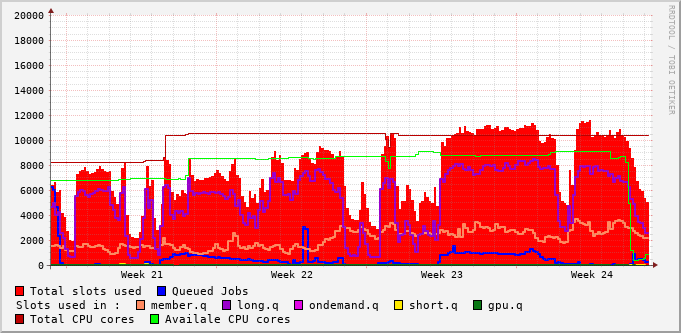 20000
18000
16000
14000
12000
10000
8000
6000
4000
2000
0
Week 21 Week 22 Week 23 Week 24
Total slots used Queued Jobs
Slots used in : member.q long.q ondemand.q short.q gpu.q
Total CPU cores Availale CPU cores
RRDTOOL / TOBI OETIKER